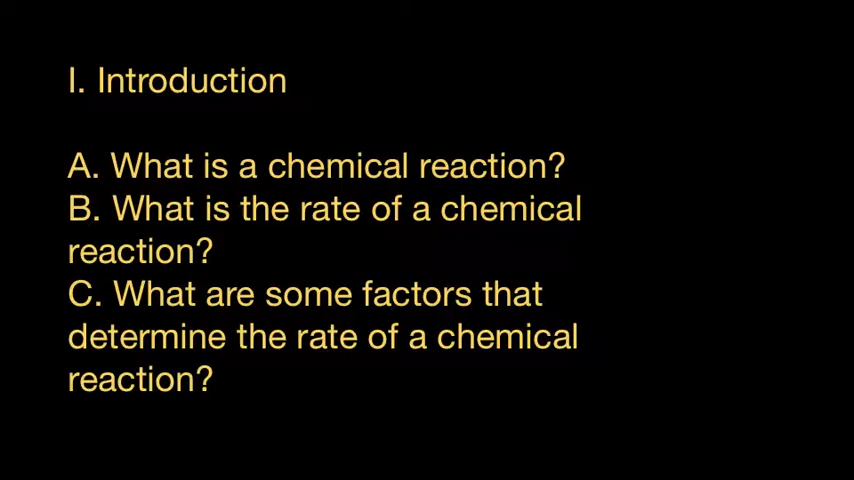 I. Introduction
A. What is a chemical reaction?
B. What is the rate of a chemical
reaction?
C. What are some factors that
determine the rate of a chemical
reaction?